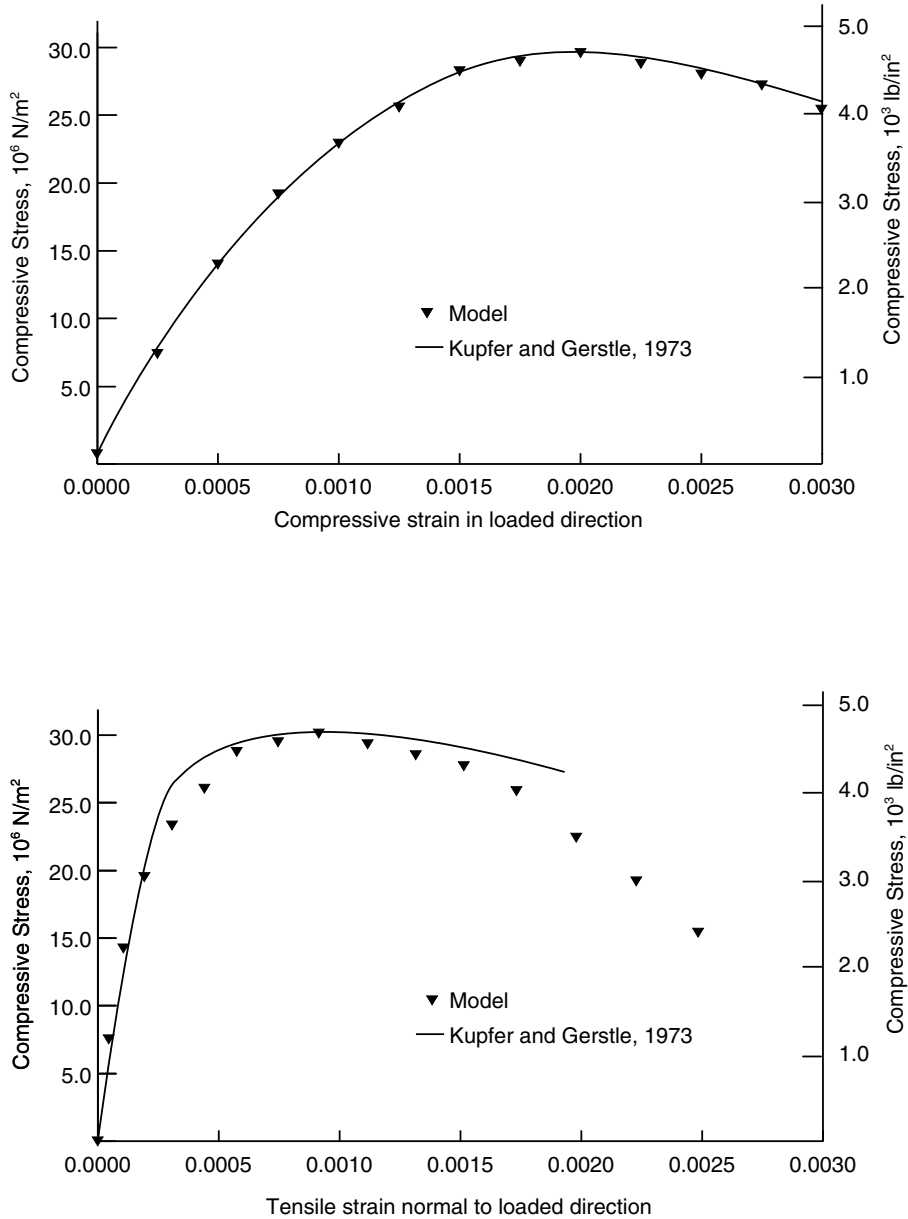 Compressive Stress, 10⁶ N/m²
30.0
25.0
20.0
15.0
10.0
5.0
5.0
4.0
3.0
2.0
1.0
Compressive Stress, 10³ lb/in²
Model
Kupfer and Gerstle, 1973
0.0000 0.0005 0.0010 0.0015 0.0020 0.0025 0.0030
Compressive strain in loaded direction
Compressive Stress, 10⁶ N/m²
30.0
25.0
20.0
15.0
10.0
5.0
5.0
4.0
3.0
2.0
1.0
Compressive Stress, 10³ lb/in²
Model
Kupfer and Gerstle, 1973
0.0000 0.0005 0.0010 0.0015 0.0020 0.0025 0.0030
Tensile strain normal to loaded direction